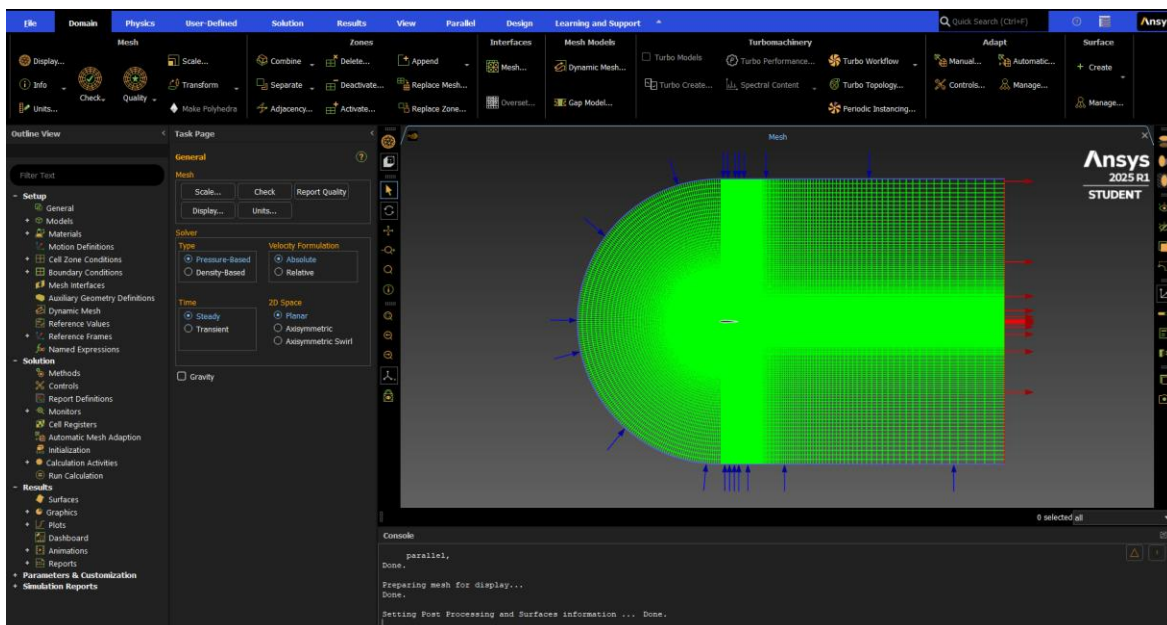 File Domain Physics User-Defined Solution Results View Parallel Design Learning and Support Quick Search (Ctrl+F) Ansy
Mesh Zones Interfaces Mesh Models Turbomachinery Adapt Surface
Display... Scale... Combine Delete... Append Mesh... Dynamic Mesh... Turbo Models Turbo Performance... Turbo Workflow Manual... Automatic... + Create
Info Check Quality Transform Separate Deactivate... Replace Mesh... Turbo Create... Spectral Content Turbo Topology... Controls... Manage...
Units... Make Polyhedra Adjacency... Activate... Replace Zone... Overset... Gap Model... Periodic Instancing... Manage...
Outline View < Task Page <
Filter Text
- Setup
General
+ Models
+ Materials
Motion Definitions
+ Cell Zone Conditions
+ Boundary Conditions
Mesh Interfaces
Auxiliary Geometry Definitions
Dynamic Mesh
Reference Values
+ Reference Frames
Named Expressions
- Solution
Methods
Controls
Report Definitions
+ Monitors
Cell Registers
Automatic Mesh Adaption
Initialization
+ Calculation Activities
Run Calculation
- Results
Surfaces
+ Graphics
+ Plots
Dashboard
+ Animations
+ Reports
+ Parameters & Customization
+ Simulation Reports
General ?
Mesh
Scale... Check Report Quality
Display... Units...
Solver
Type Velocity Formulation
Pressure-Based Absolute
Density-Based Relative
Time 2D Space
Steady Planar
Transient Axisymmetric
Axisymmetric Swirl
Gravity
Mesh ×
Ansys
2025 R1
STUDENT
0 selected all
Console
parallel,
Done.
Preparing mesh for display...
Done.
Setting Post Processing and Surfaces information ... Done.